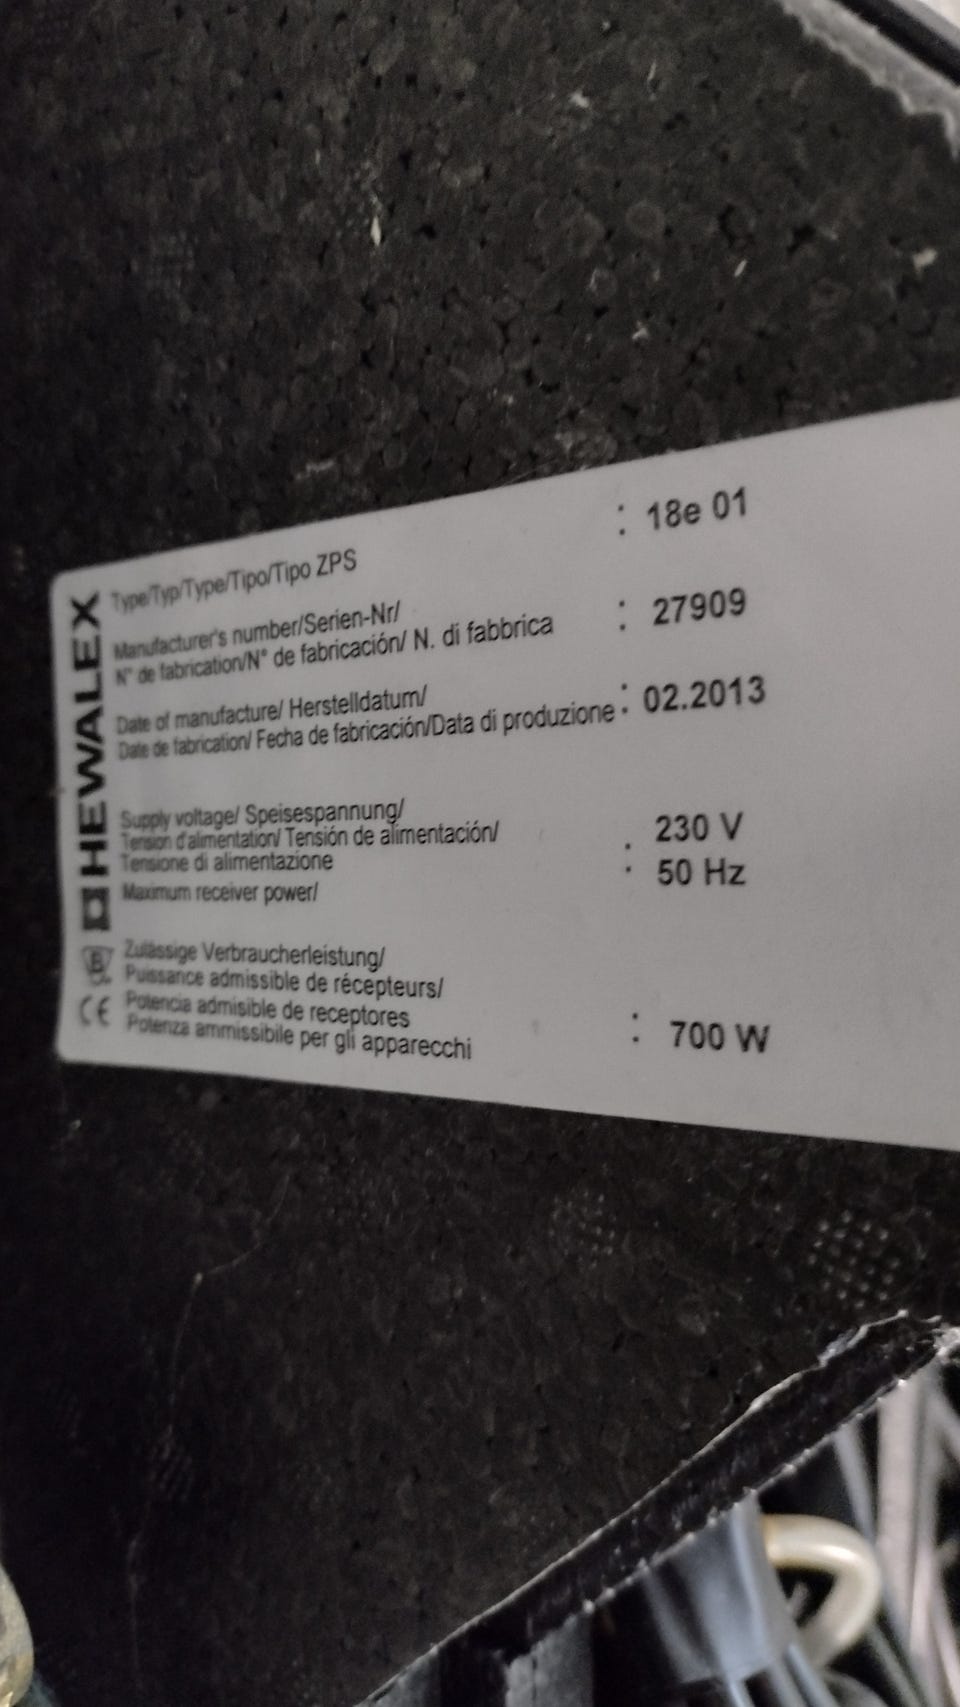 HEWALEX
Type/Typ/Type/Tipo/Tipo ZPS : 18e 01
Manufacturer's number/Serien-Nr/
N° de fabrication/N° de fabricación/ N. di fabbrica : 27909
Date of manufacture/ Herstelldatum/
Date de fabrication/ Fecha de fabricación/Data di produzione : 02.2013
Supply voltage/ Speisespannung/
Tension d'alimentation/ Tensión de alimentación/ 230 V
Tensione di alimentazione : 50 Hz
Maximum receiver power/
Zulässige Verbraucherleistung/
Puissance admissible de récepteurs/
Potencia admisible de receptores
Potenza ammissibile per gli apparecchi : 700 W
B
CE